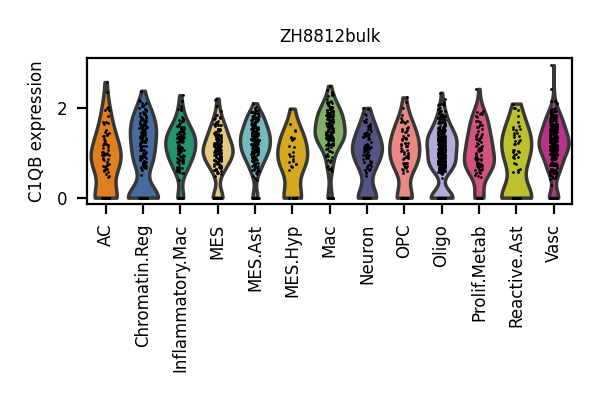 ZH8812bulk
C1QB expression
2
0
AC
Chromatin.Reg
Inflammatory.Mac
MES
MES.Ast
MES.Hyp
Mac
Neuron
OPC
Oligo
Prolif.Metab
Reactive.Ast
Vasc